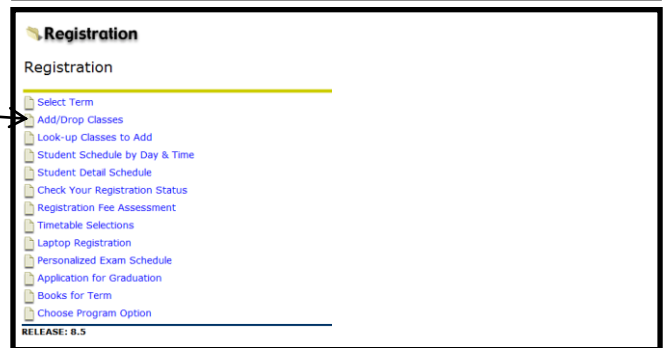 Registration
Registration
Select Term
Add/Drop Classes
Look-up Classes to Add
Student Schedule by Day & Time
Student Detail Schedule
Check Your Registration Status
Registration Fee Assessment
Timetable Selections
Laptop Registration
Personalized Exam Schedule
Application for Graduation
Books for Term
Choose Program Option
RELEASE: 8.5